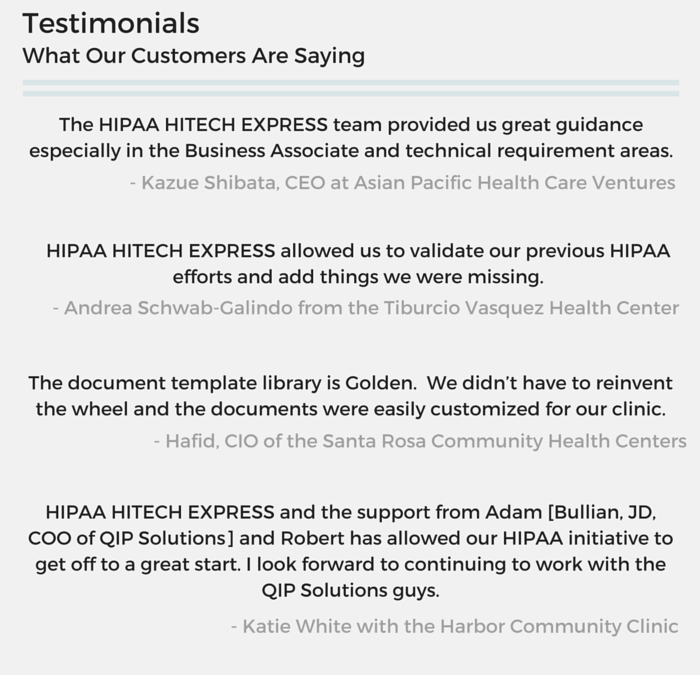 Testimonials
What Our Customers Are Saying
The HIPAA HITECH EXPRESS team provided us great guidance
especially in the Business Associate and technical requirement areas.
- Kazue Shibata, CEO at Asian Pacific Health Care Ventures
HIPAA HITECH EXPRESS allowed us to validate our previous HIPAA
efforts and add things we were missing.
- Andrea Schwab-Galindo from the Tiburcio Vasquez Health Center
The document template library is Golden.  We didn’t have to reinvent
the wheel and the documents were easily customized for our clinic.
- Hafid, CIO of the Santa Rosa Community Health Centers
HIPAA HITECH EXPRESS and the support from Adam [Bullian, JD,
COO of QIP Solutions] and Robert has allowed our HIPAA initiative to
get off to a great start. I look forward to continuing to work with the
QIP Solutions guys.
- Katie White with the Harbor Community Clinic